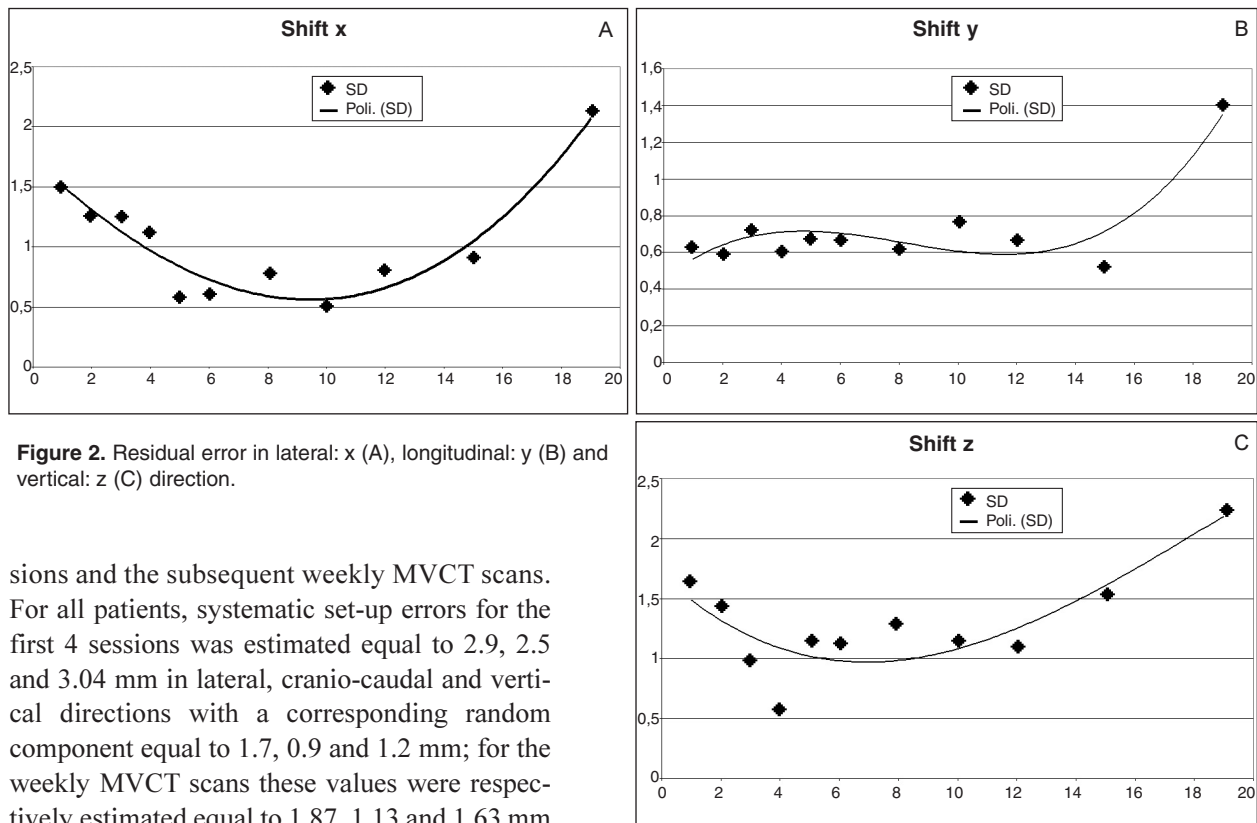 Shift x
A
2,5
2
1,5
1
0,5
0
SD
Poli. (SD)
0 2 4 6 8 10 12 14 16 18 20
Shift y
B
1,6
1,4
1,2
1
0,8
0,6
0,4
0,2
0
SD
Poli. (SD)
0 2 4 6 8 10 12 14 16 18 20
Figure 2. Residual error in lateral: x (A), longitudinal: y (B) and
vertical: z (C) direction.
Shift z
C
2,5
2
1,5
1
0,5
0
SD
Poli. (SD)
0 2 4 6 8 10 12 14 16 18 20
sions and the subsequent weekly MVCT scans.
For all patients, systematic set-up errors for the
first 4 sessions was estimated equal to 2.9, 2.5
and 3.04 mm in lateral, cranio-caudal and verti-
cal directions with a corresponding random
component equal to 1.7, 0.9 and 1.2 mm; for the
weekly MVCT scans these values were respec-
tively estimated equal to 1.87, 1.13 and 1.63 mm